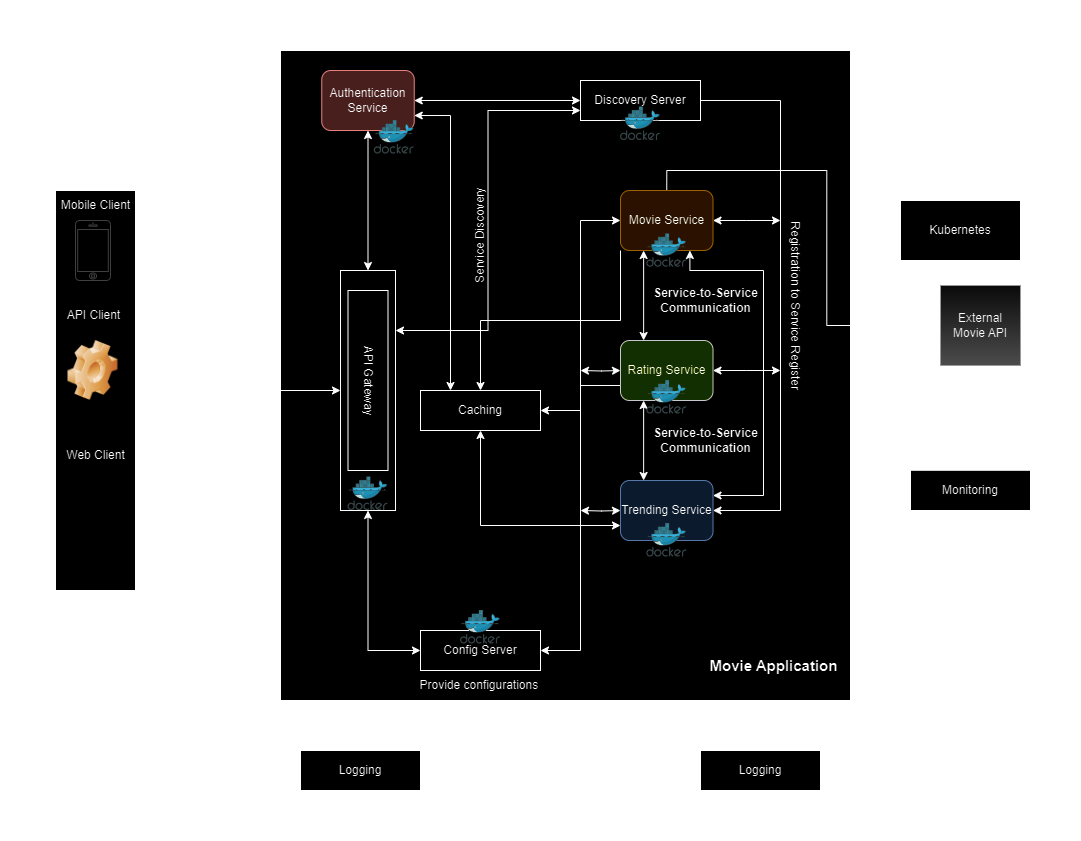 Authentication
Service
docker
Discovery Server
docker
Mobile Client
API Client
Web Client
Service Discovery
Movie Service
docker
Registration to Service Register
Service-to-Service
Communication
API Gateway
docker
Rating Service
docker
Caching
Service-to-Service
Communication
Trending Service
docker
docker
Config Server
Provide configurations
Movie Application
Kubernetes
External
Movie API
Monitoring
Logging
Logging